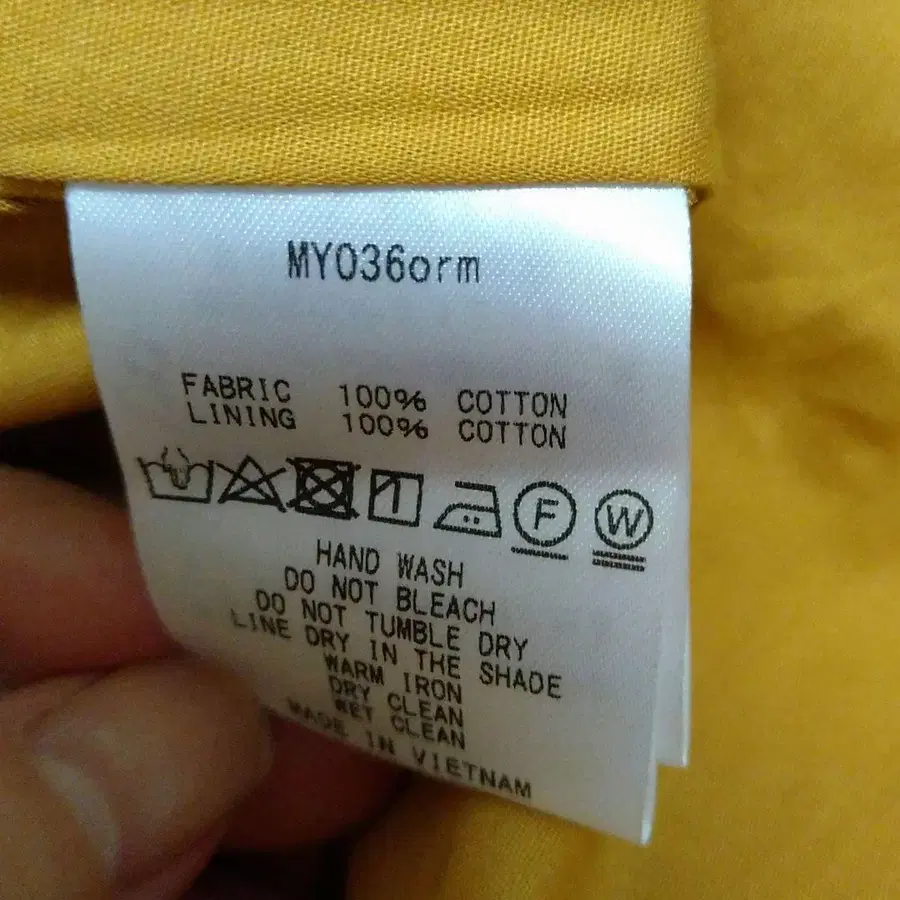 MY036orm
FABRIC 100% COTTON
LINING 100% COTTON
F W
HAND WASH
DO NOT BLEACH
DO NOT TUMBLE DRY
LINE DRY IN THE SHADE
WARM IRON
DRY CLEAN
WET CLEAN
MADE IN VIETNAM